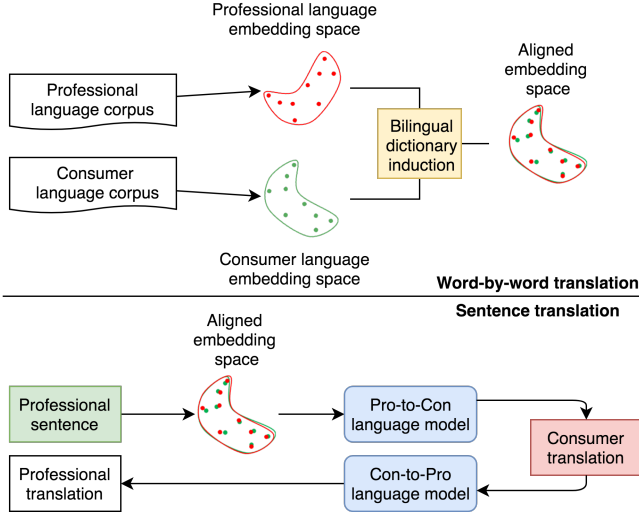 Professional language
embedding space
Professional
language corpus
Consumer
language corpus
Consumer language
embedding space
Bilingual
dictionary
induction
Aligned
embedding
space
Word-by-word translation
Sentence translation
Aligned
embedding
space
Professional
sentence
Pro-to-Con
language model
Consumer
translation
Con-to-Pro
language model
Professional
translation